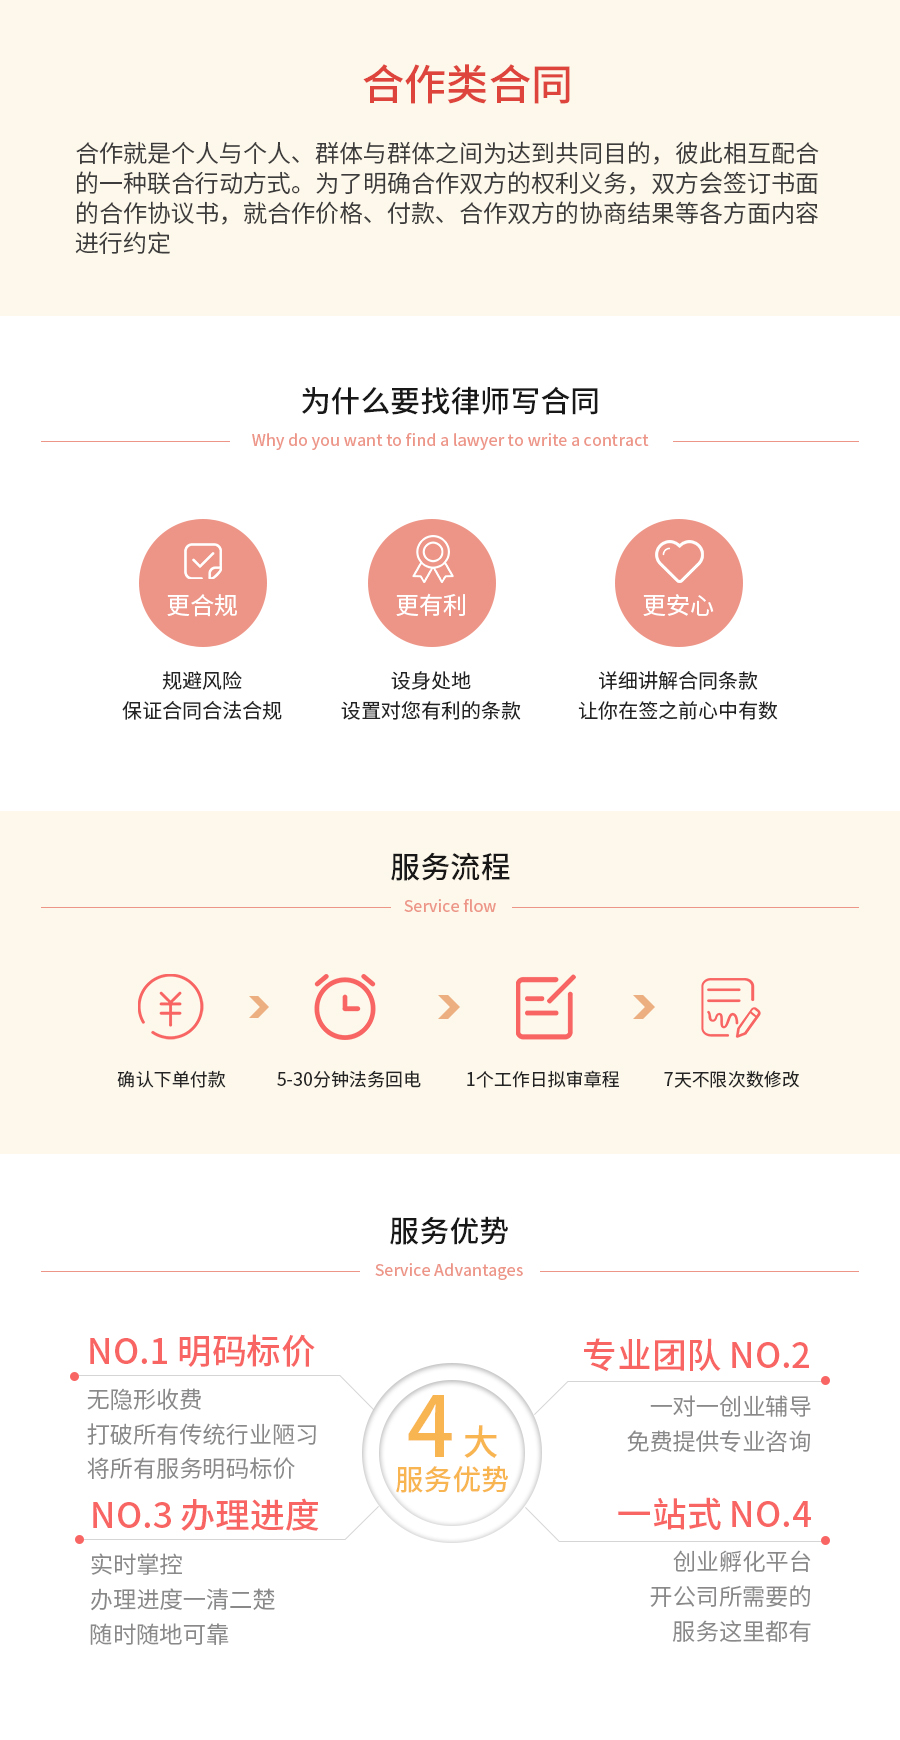 合作类合同
合作就是个人与个人、群体与群体之间为达到共同目的，彼此相互配合
的一种联合行动方式。为了明确合作双方的权利义务，双方会签订书面
的合作协议书，就合作价格、付款、合作双方的协商结果等各方面内容
进行约定
为什么要找律师写合同
Why do you want to find a lawyer to write a contract
更合规
更有利
更安心
规避风险
保证合同合法合规
设身处地
设置对您有利的条款
详细讲解合同条款
让你在签之前心中有数
服务流程
Service flow
确认下单付款
5-30分钟法务回电
1个工作日拟审章程
7天不限次数修改
服务优势
Service Advantages
NO.1 明码标价
无隐形收费
打破所有传统行业陋习
将所有服务明码标价
专业团队 NO.2
一对一创业辅导
免费提供专业咨询
4大
服务优势
NO.3 办理进度
实时掌控
办理进度一清二楚
随时随地可靠
一站式 NO.4
创业孵化平台
开公司所需要的
服务这里都有